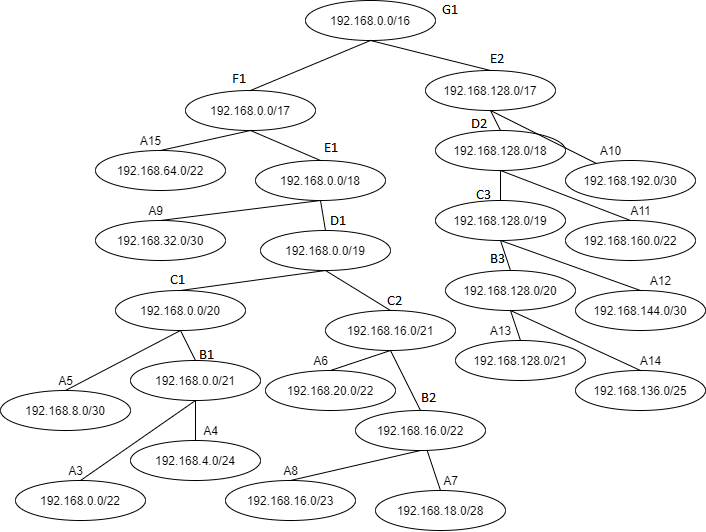 G1
192.168.0.0/16
E2
F1
192.168.128.0/17
192.168.0.0/17
D2
A15
E1
192.168.128.0/18
A10
192.168.64.0/22
192.168.0.0/18
192.168.192.0/30
C3
A9
A11
D1
192.168.128.0/19
192.168.32.0/30
192.168.0.0/19
192.168.160.0/22
B3
C1
A12
192.168.128.0/20
C2
192.168.0.0/20
192.168.144.0/30
192.168.16.0/21
A13
B1
A6
192.168.128.0/21
A14
A5
192.168.0.0/21
192.168.20.0/22
192.168.136.0/25
B2
192.168.8.0/30
A4
192.168.16.0/22
192.168.4.0/24
A3
A8
A7
192.168.0.0/22
192.168.16.0/23
192.168.18.0/28